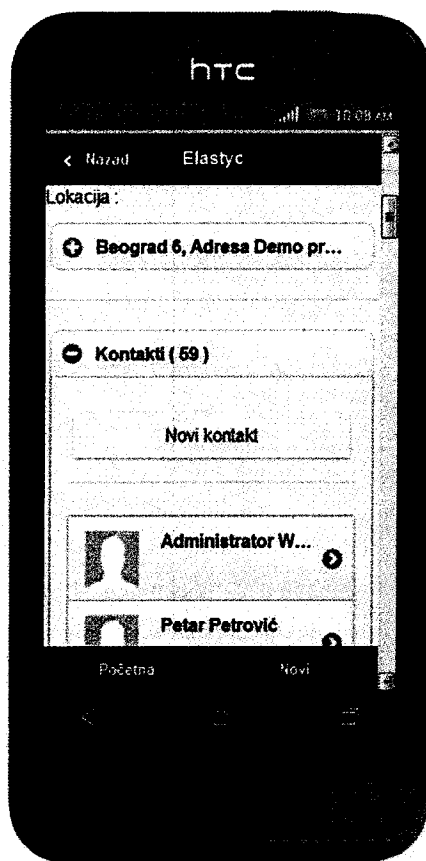 hTC
10:08 AM
Nazad Elastyc
Lokacija :
Beograd 6, Adresa Demo pr...
Kontakti ( 59 )
Novi kontakt
Administrator W...
Petar Petrović
Početna Novi